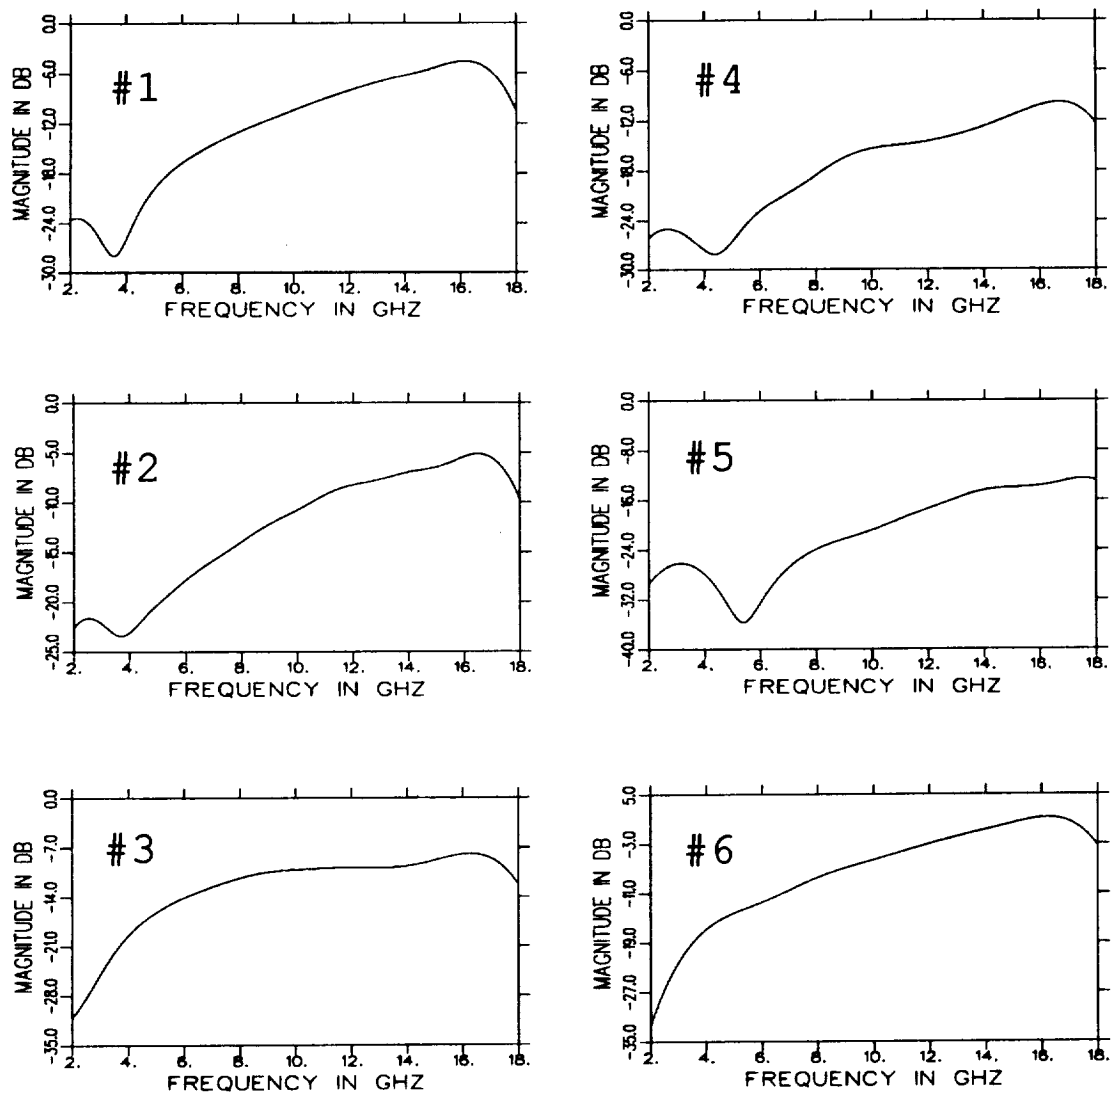 0.0
-6.0
-12.0
-18.0
-24.0
-30.0
MAGNITUDE IN DB
#1
2. 4. 6. 8. 10. 12. 14. 16. 18.
FREQUENCY IN GHZ
0.0
-6.0
-12.0
-18.0
-24.0
-30.0
MAGNITUDE IN DB
#4
2. 4. 6. 8. 10. 12. 14. 16. 18.
FREQUENCY IN GHZ
0.0
-5.0
-10.0
-15.0
-20.0
-25.0
MAGNITUDE IN DB
#2
2. 4. 6. 8. 10. 12. 14. 16. 18.
FREQUENCY IN GHZ
0.0
-8.0
-16.0
-24.0
-32.0
-40.0
MAGNITUDE IN DB
#5
2. 4. 6. 8. 10. 12. 14. 16. 18.
FREQUENCY IN GHZ
0.0
-7.0
-14.0
-21.0
-28.0
-35.0
MAGNITUDE IN DB
#3
2. 4. 6. 8. 10. 12. 14. 16. 18.
FREQUENCY IN GHZ
5.0
-3.0
-11.0
-19.0
-27.0
-35.0
MAGNITUDE IN DB
#6
2. 4. 6. 8. 10. 12. 14. 16. 18.
FREQUENCY IN GHZ